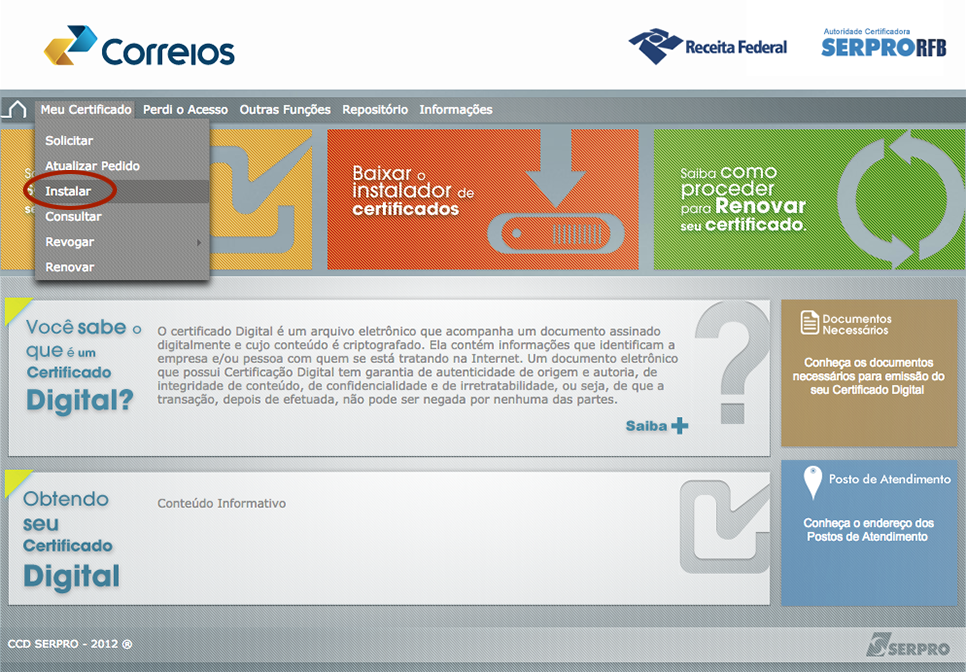 Correios
Receita Federal
Autoridade Certificadora
SERPRORFB
Meu Certificado
Perdi o Acesso
Outras Funções
Repositório
Informações
Solicitar
Atualizar Pedido
Instalar
Consultar
Revogar
Renovar
Baixar o
instalador de
certificados
Saiba como
proceder
para Renovar
seu certificado.
Você sabe o
que é um
Certificado
Digital?
O certificado Digital é um arquivo eletrônico que acompanha um documento assinado
digitalmente e cujo conteúdo é criptografado. Ela contém informações que identificam a
empresa e/ou pessoa com quem se está tratando na Internet. Um documento eletrônico
que possui Certificação Digital tem garantia de autenticidade de origem e autoria, de
integridade de conteúdo, de confidencialidade e de irretratabilidade, ou seja, de que a
transação, depois de efetuada, não pode ser negada por nenhuma das partes.
Saiba +
Documentos
Necessários
Conheça os documentos
necessários para emissão do
seu Certificado Digital
Obtendo
seu
Certificado
Digital
Conteúdo Informativo
Posto de Atendimento
Conheça o endereço dos
Postos de Atendimento
CCD SERPRO - 2012 ®
SERPRO